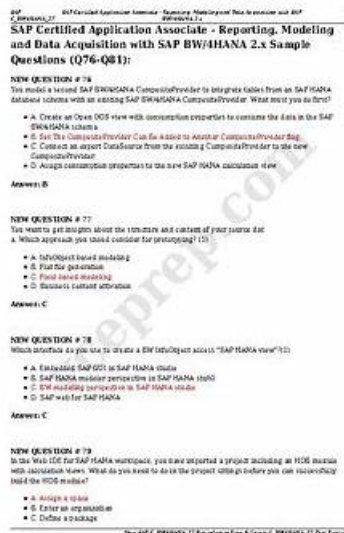 SAP Certified Application Associate - Reporting, Modeling
and Data Acquisition with SAP BW/4HANA 2.x Sample
Questions (Q76-Q81):
NEW QUESTION # 76
You model a second SAP BW/4HANA CompositeProvider to integrate tables from an SAP HANA
database schema with an existing SAP BW/4HANA CompositeProvider. What must you do first?
A. Create an Open ODS view with consumption properties to consume the data in the SAP
BW/4HANA schema
B. Set The CompositeProvider Can Be Added to Another CompositeProvider flag.
C. Connect an export DataSource from the existing CompositeProvider to the new
CompositeProvider
D. Assign consumption properties to the new SAP HANA calculation view
Answer: B
NEW QUESTION # 77
You want to get insights about the structure and content of your source dat
a. Which approach you should consider for prototyping?
A. InfoObject based modeling
B. Flat file generation
C. Field based modeling
D. Business content activation
Answer: C
NEW QUESTION # 78
Which interface do you use to create a BW InfoObject access "SAP HANA view"?
A. Embedded SAP GUI in SAP HANA studio
B. SAP HANA modeler perspective in SAP HANA studio
C. BW modeling perspective in SAP HANA studio
D. SAP web for SAP HANA
Answer: C
NEW QUESTION # 79
In the Web IDE for SAP HANA workspace, you have imported a project including an HDB module
with calculation views. What do you need to do in the project settings before you can successfully
build the HDB module?
A. Assign a space
B. Enter an organization
C. Define a package